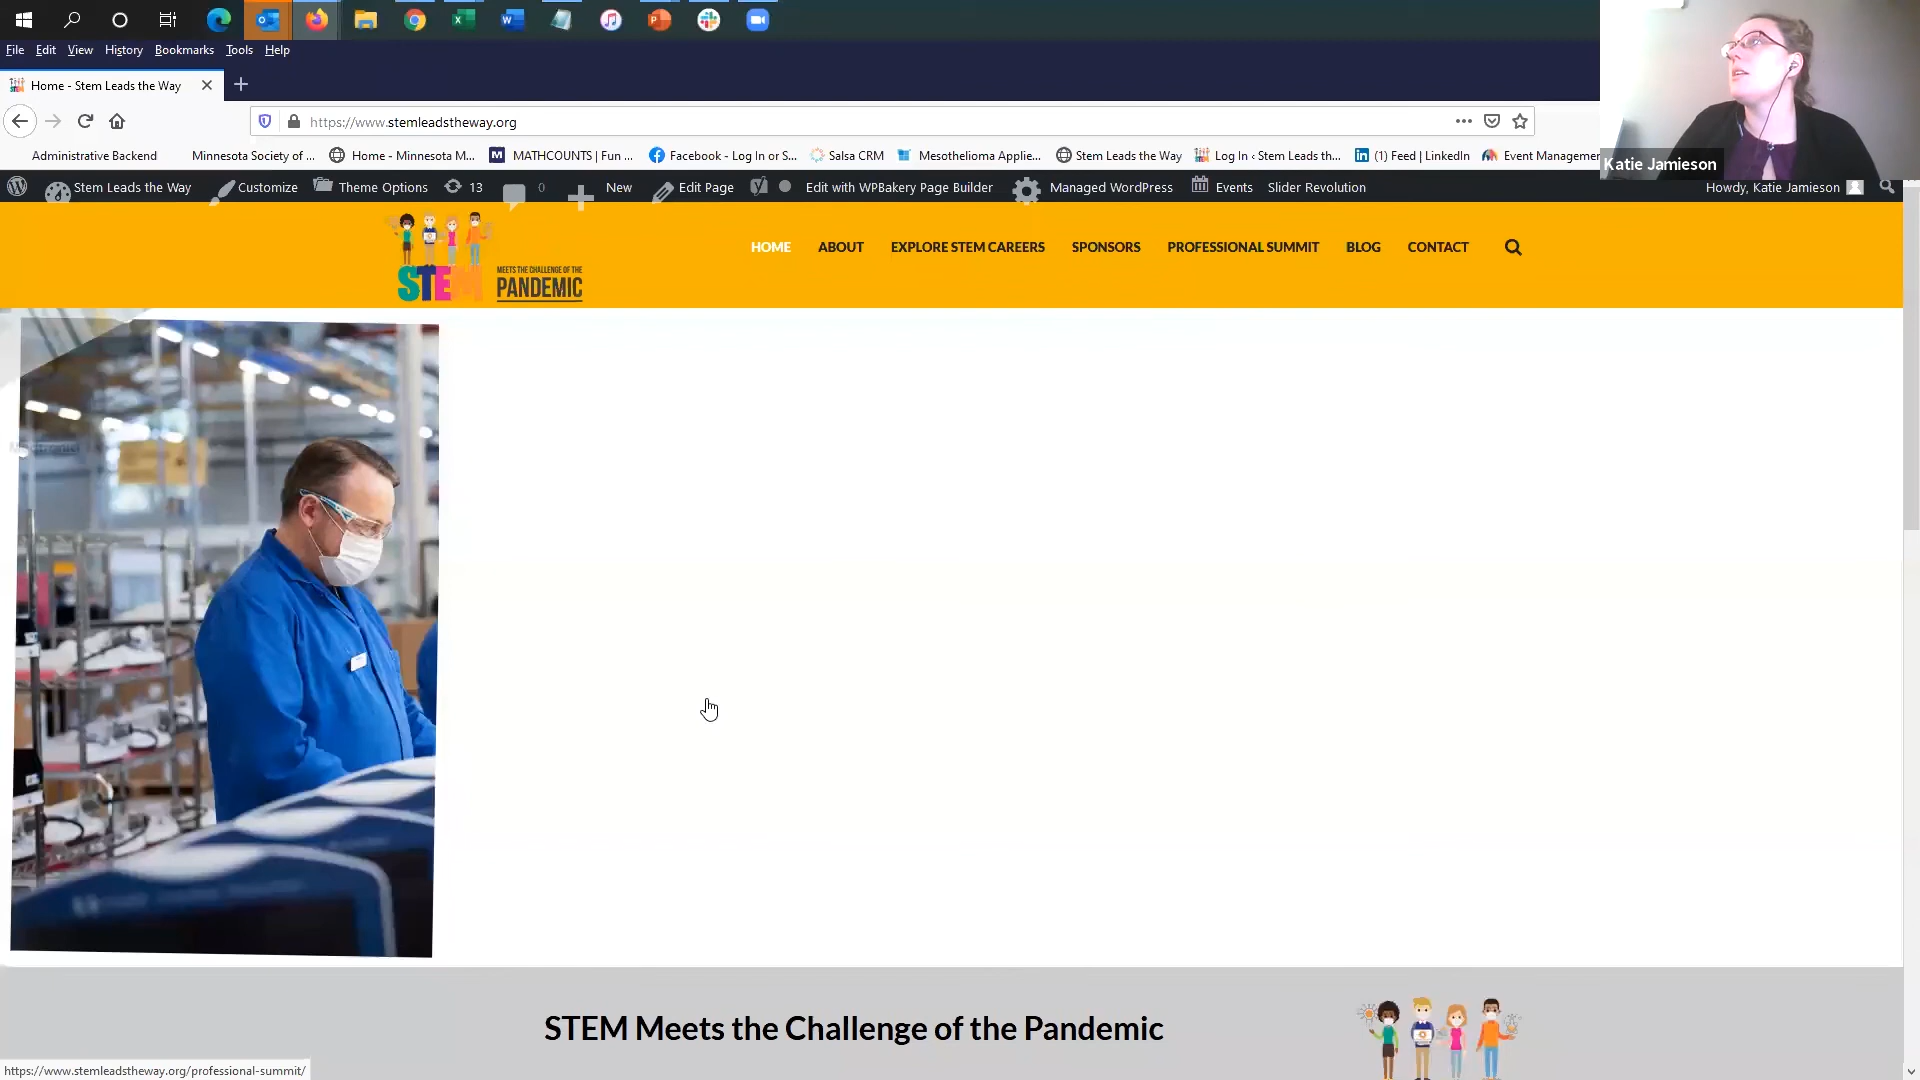 File Edit View History Bookmarks Tools Help
Home - Stem Leads the Way
https://www.stemleadstheway.org
Administrative Backend Minnesota Society of ... Home - Minnesota M... MATHCOUNTS | Fun ... Facebook - Log In or S... Salsa CRM Mesothelioma Applie... Stem Leads the Way Log In ‹ Stem Leads th... (1) Feed | LinkedIn Event Managemen
Katie Jamieson
Stem Leads the Way Customize Theme Options 13 0 New Edit Page Edit with WPBakery Page Builder Managed WordPress Events Slider Revolution Howdy, Katie Jamieson
STEM
MEETS THE CHALLENGE OF THE
PANDEMIC
HOME ABOUT EXPLORE STEM CAREERS SPONSORS PROFESSIONAL SUMMIT BLOG CONTACT
STEM Meets the Challenge of the Pandemic
https://www.stemleadstheway.org/professional-summit/